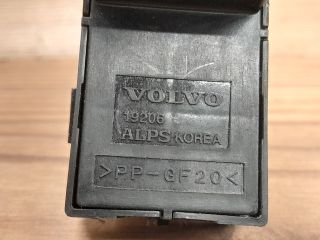 VOLVO
19206
ALPS KOREA
>PP-GF20<